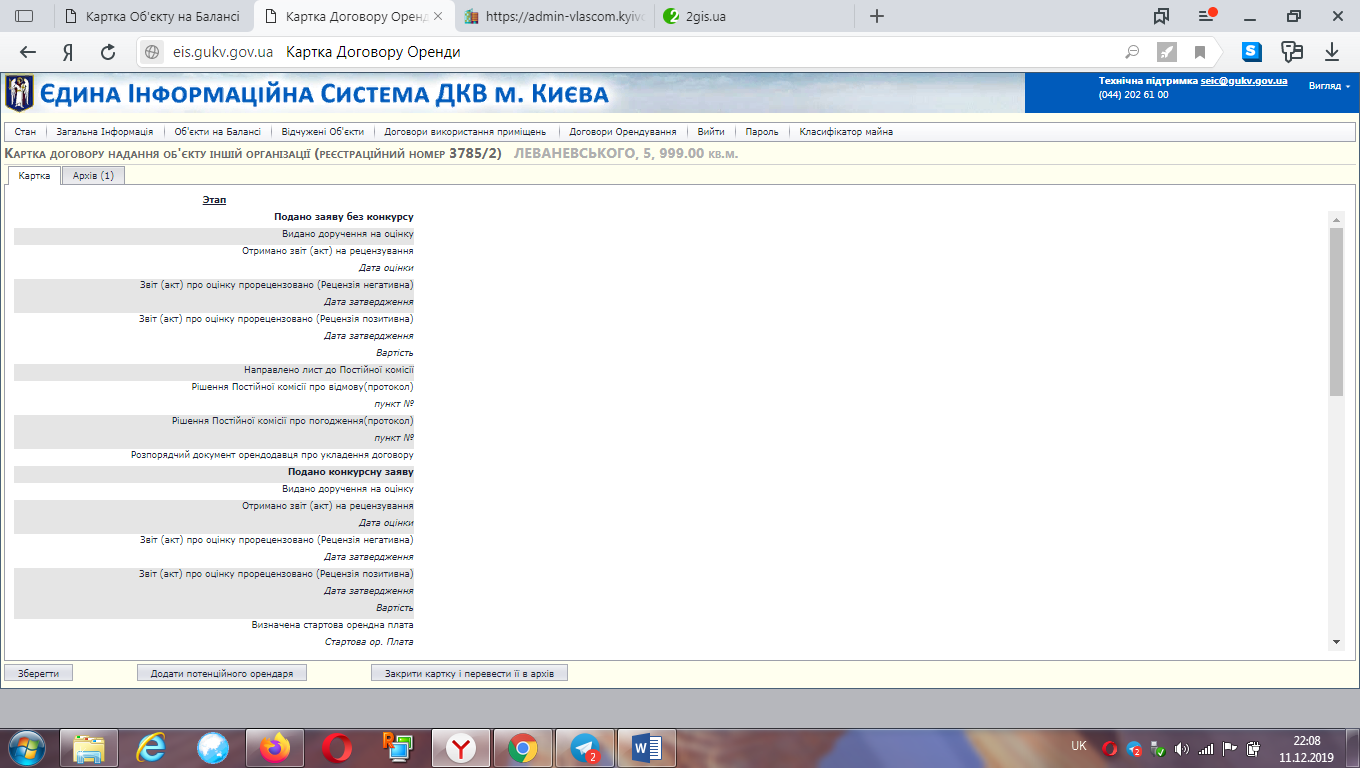 Картка Об'єкту на Балансі
Картка Договору Оренд
https://admin-vlascom.kyiv
2gis.ua
eis.gukv.gov.ua Картка Договору Оренди
Єдина Інформаційна Система ДКВ м. Києва
Технічна підтримка seic@gukv.gov.ua
(044) 202 61 00
Вигляд
Стан Загальна Інформація Об'єкти на Балансі Відчужені Об'єкти Договори використання приміщень Договори Орендування Вийти Пароль Класифікатор майна
Картка договору надання об'єкту іншій організації (реєстраційний номер 3785/2) ЛЕВАНЕВСЬКОГО, 5, 999.00 кв.м.
Картка Архів (1)
Этап
Подано заяву без конкурсу
Видано доручення на оцінку
Отримано звіт (акт) на рецензування
Дата оцінки
Звіт (акт) про оцінку прорецензовано (Рецензія негативна)
Дата затвердження
Звіт (акт) про оцінку прорецензовано (Рецензія позитивна)
Дата затвердження
Вартість
Направлено лист до Постійної комісії
Рішення Постійної комісії про відмову(протокол)
пункт №
Рішення Постійної комісії про погодження(протокол)
пункт №
Розпорядчий документ орендодавця про укладення договору
Подано конкурсну заяву
Видано доручення на оцінку
Отримано звіт (акт) на рецензування
Дата оцінки
Звіт (акт) про оцінку прорецензовано (Рецензія негативна)
Дата затвердження
Звіт (акт) про оцінку прорецензовано (Рецензія позитивна)
Дата затвердження
Вартість
Визначена стартова орендна плата
Стартова ор. Плата
Зберегти Додати потенційного орендаря Закрити картку і перевести її в архів
UK
22:08
11.12.2019